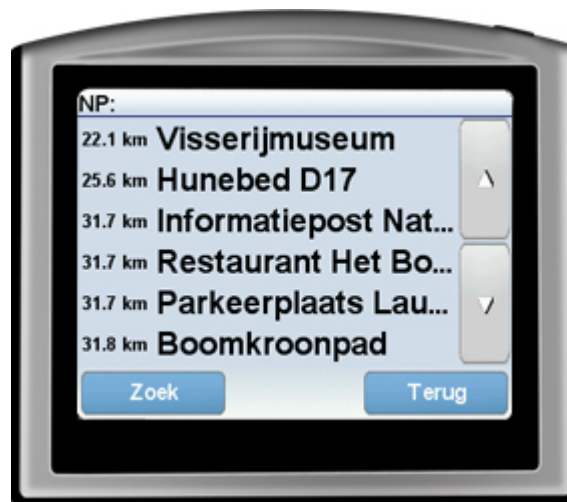 NP:
22.1 km Visserijmuseum
25.6 km Hunebed D17
31.7 km Informatiepost Nat...
31.7 km Restaurant Het Bo...
31.7 km Parkeerplaats Lau...
31.8 km Boomkroonpad
Zoek Terug